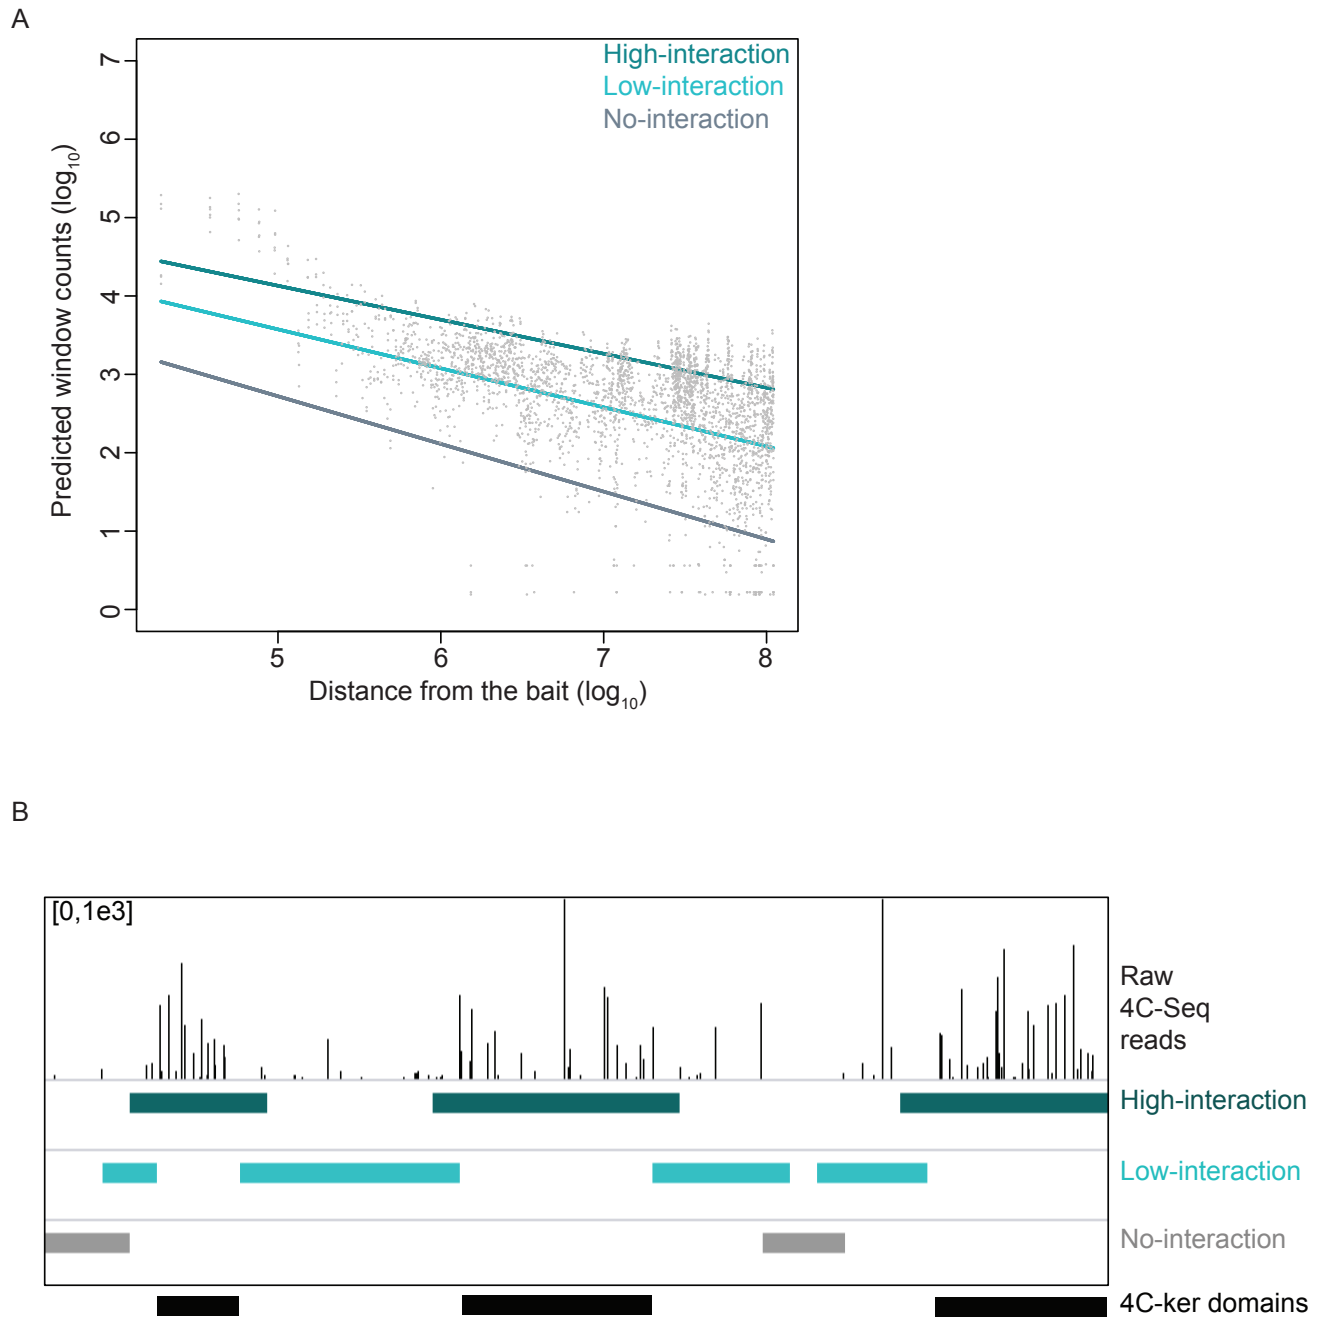 A
High-interaction
Low-interaction
No-interaction
Predicted window counts (log10)
7
6
5
4
3
2
1
0
5 6 7 8
Distance from the bait (log10)
B
[0,1e3]
Raw
4C-Seq
reads
High-interaction
Low-interaction
No-interaction
4C-ker domains